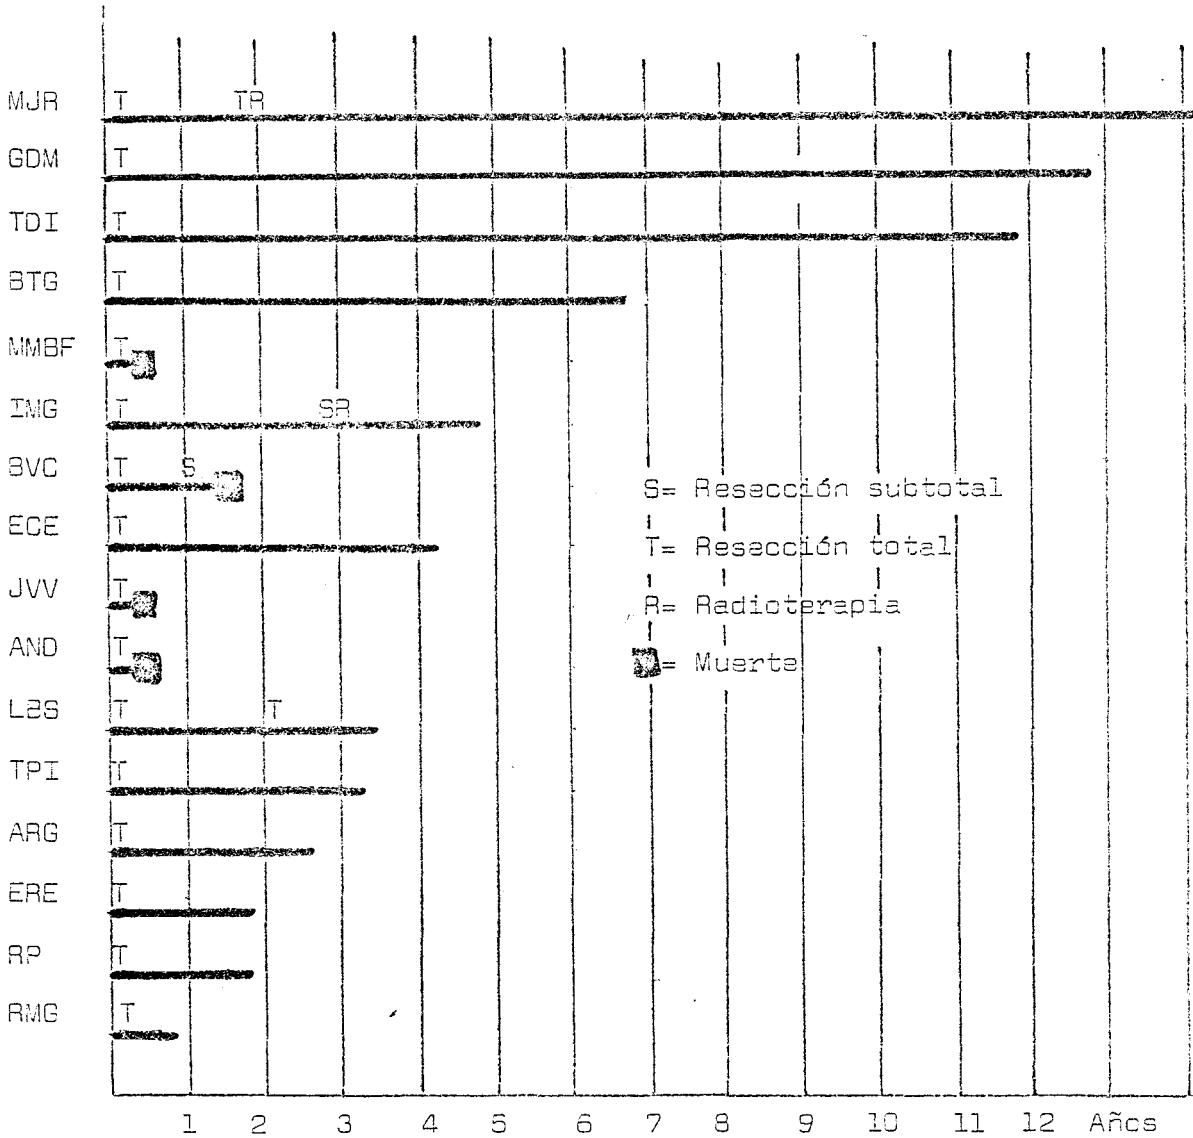 MJR T TR
GDM T
TDI T
BTG T
MMBF T
IMG T SR
BVC T S
S= Resección subtotal
ECE T
T= Resección total
JVV T
R= Radioterapia
AND T
= Muerte
LBS T T
TPI T
ARG T
ERE T
RP T
RMG T
1 2 3 4 5 6 7 8 9 10 11 12 Años